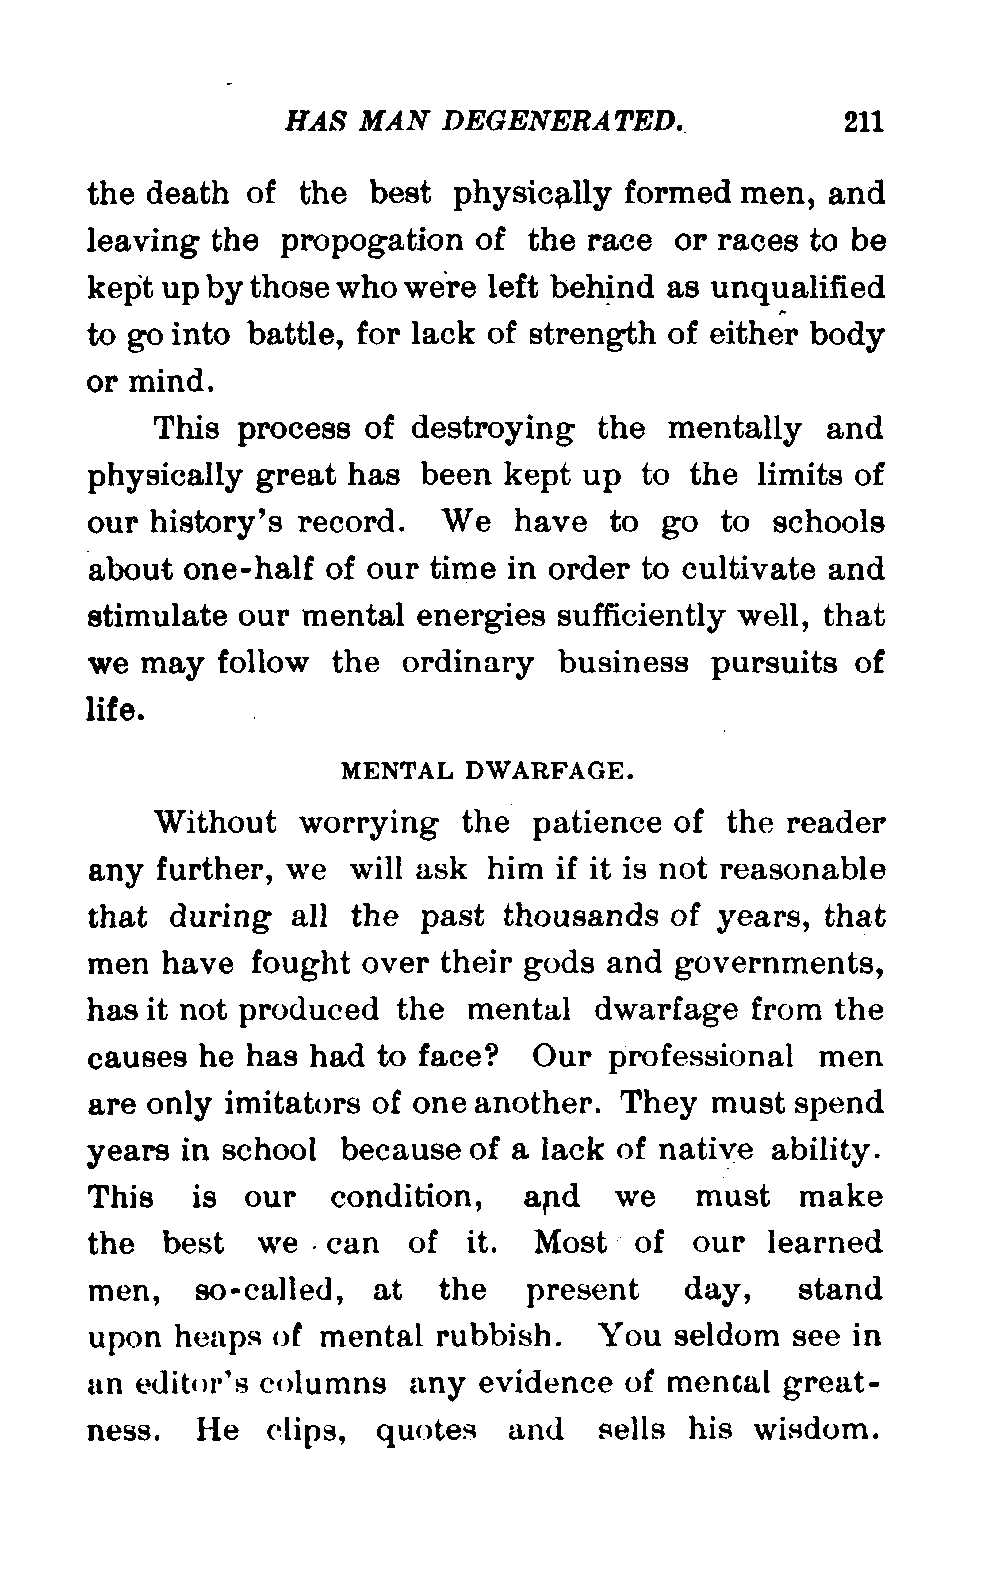 HAS MAN DEGENERATED. 211
the death of the best physically formed men, and
leaving the propogation of the race or races to be
kept up by those who were left behind as unqualified
to go into battle, for lack of strength of either body
or mind.
This process of destroying the mentally and
physically great has been kept up to the limits of
our history's record. We have to go to schools
about one-half of our time in order to cultivate and
stimulate our mental energies sufficiently well, that
we may follow the ordinary business pursuits of
life.
MENTAL DWARFAGE.
Without worrying the patience of the reader
any further, we will ask him if it is not reasonable
that during all the past thousands of years, that
men have fought over their gods and governments,
has it not produced the mental dwarfage from the
causes he has had to face? Our professional men
are only imitators of one another. They must spend
years in school because of a lack of native ability.
This is our condition, and we must make
the best we can of it. Most of our learned
men, so-called, at the present day, stand
upon heaps of mental rubbish. You seldom see in
an editor's columns any evidence of mental great-
ness. He clips, quotes and sells his wisdom.